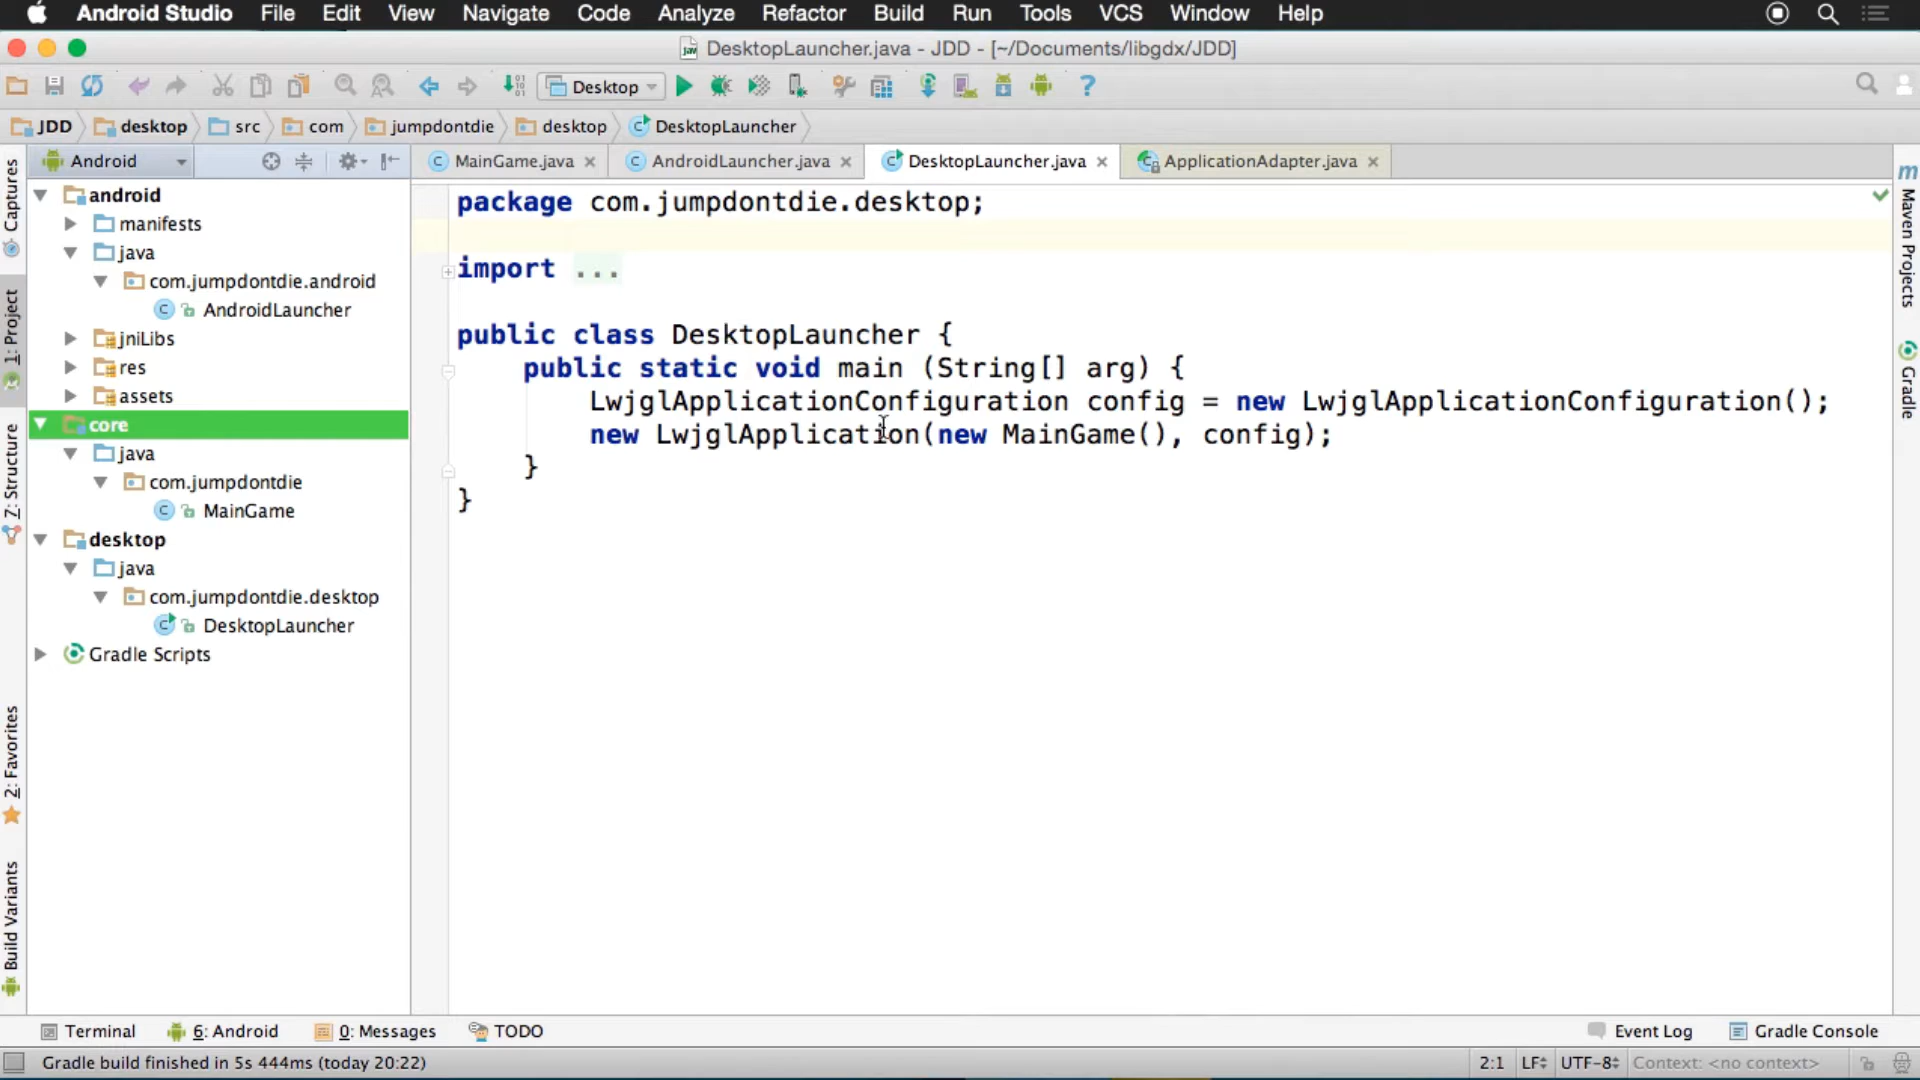 Android Studio File Edit View Navigate Code Analyze Refactor Build Run Tools VCS Window Help
DesktopLauncher.java - JDD - [~/Documents/libgdx/JDD]
Desktop
JDD desktop src com jumpdontdie desktop DesktopLauncher
Android
MainGame.java AndroidLauncher.java DesktopLauncher.java ApplicationAdapter.java
android
manifests
java
com.jumpdontdie.android
AndroidLauncher
jniLibs
res
assets
core
java
com.jumpdontdie
MainGame
desktop
java
com.jumpdontdie.desktop
DesktopLauncher
Gradle Scripts
package com.jumpdontdie.desktop;
import ...
public class DesktopLauncher {
public static void main (String[] arg) {
LwjglApplicationConfiguration config = new LwjglApplicationConfiguration();
new LwjglApplication(new MainGame(), config);
}
}
Captures
1: Project
Z: Structure
2: Favorites
Build Variants
Maven Projects
Gradle
Terminal 6: Android 0: Messages TODO Event Log Gradle Console
Gradle build finished in 5s 444ms (today 20:22) 2:1 LF UTF-8 Context: <no context>